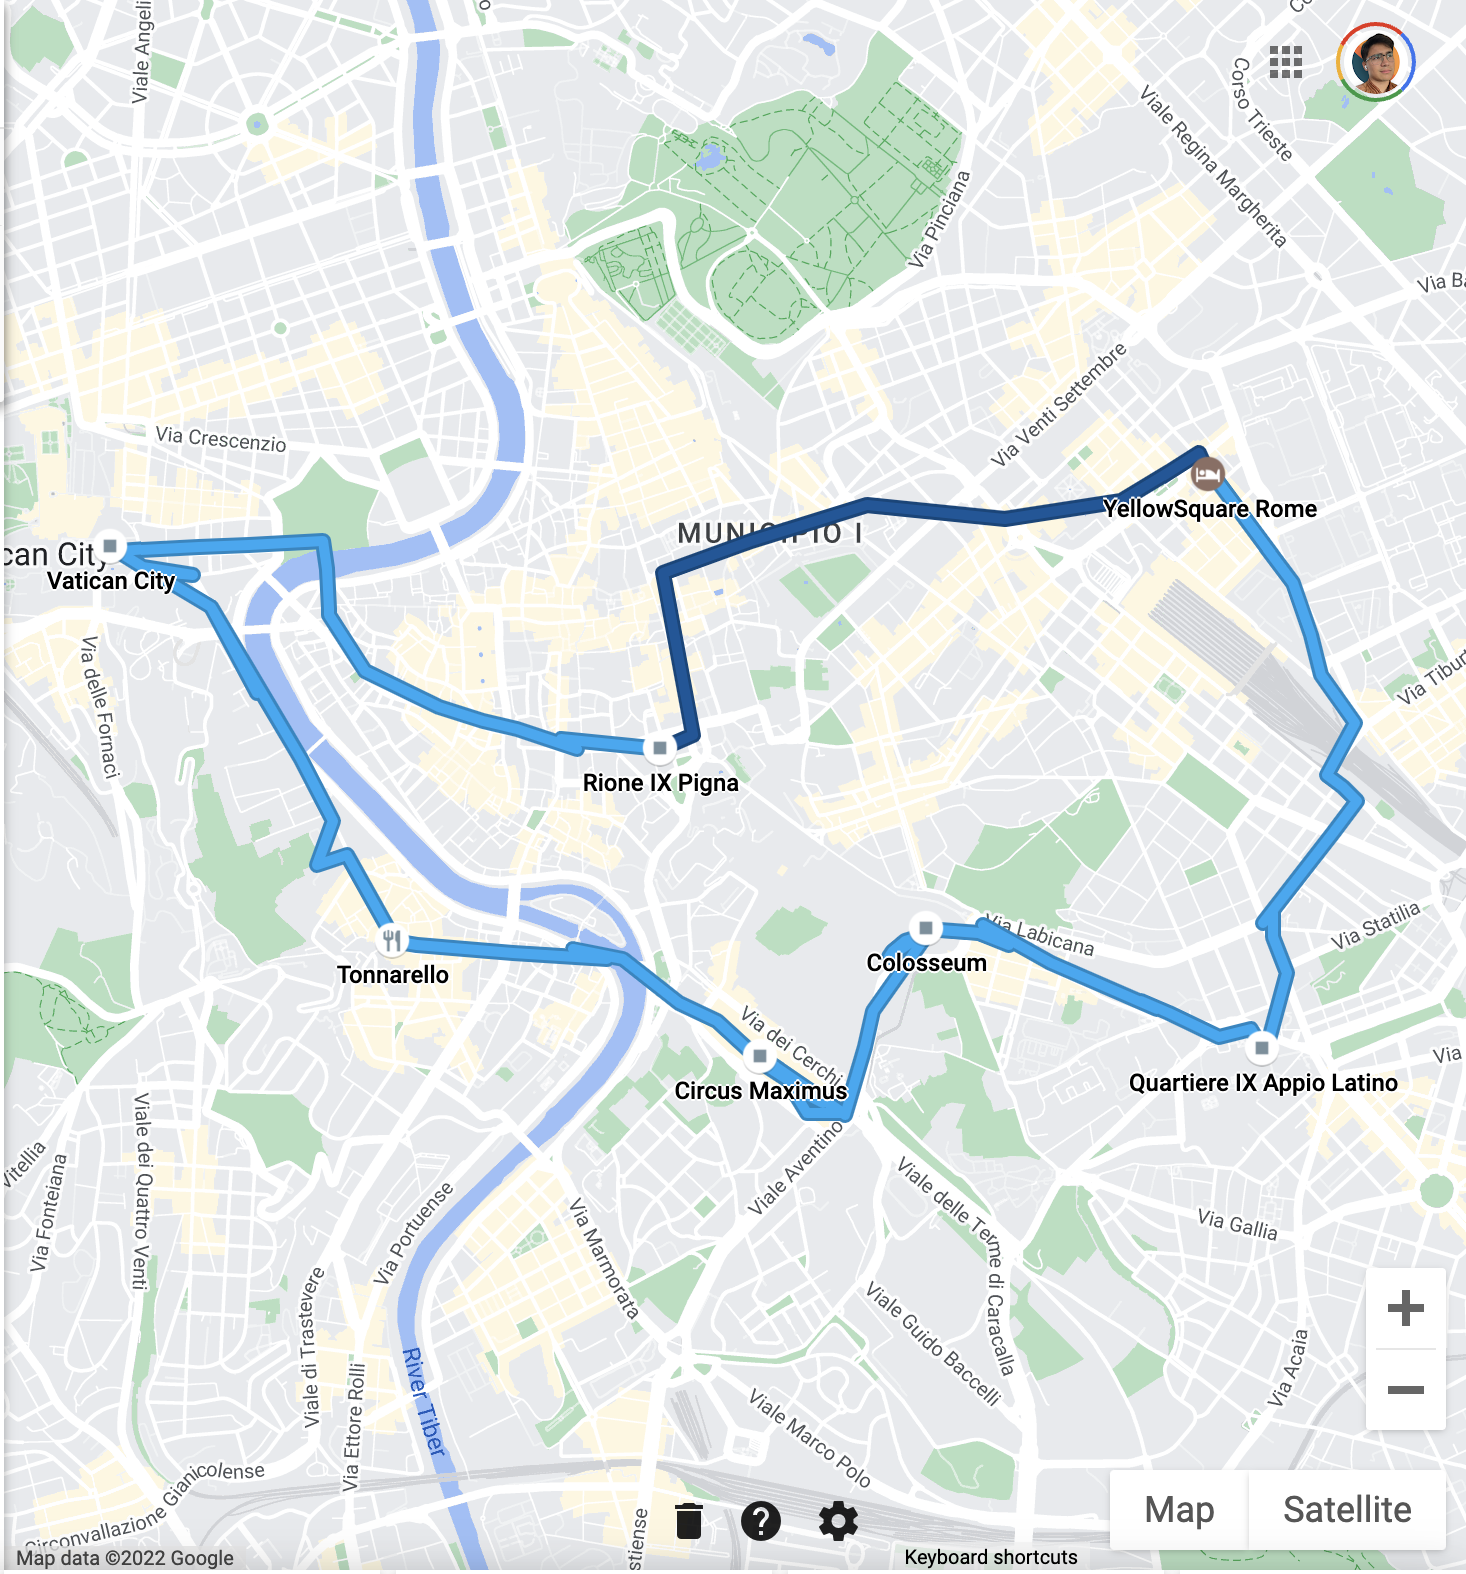 Viale Angeli
Corso Trieste
Viale Regina Margherita
Via Pinciana
Via Ba
Via Venti Settembre
Via Crescenzio
YellowSquare Rome
MUNICIPIO I
can City
Vatican City
Via delle Fornaci
Via Tiburt
Rione IX Pigna
Via Statilia
Via Labicana
Colosseum
Tonnarello
Via dei Cerchi
Via
Circus Maximus
Quartiere IX Appio Latino
Viale Aventino
Vitellia
Via Fonteiana
Viale dei Quattro Venti
Via Portuense
Via Marmorata
Viale delle Terme di Caracalla
Via Gallia
Viale di Trastevere
Via Ettore Rolli
River Tiber
Viale Guido Baccelli
Via Acaia
Viale Marco Polo
Circonvallazione Gianicolense
stiense
Map
Satellite
Map data ©2022 Google
Keyboard shortcuts